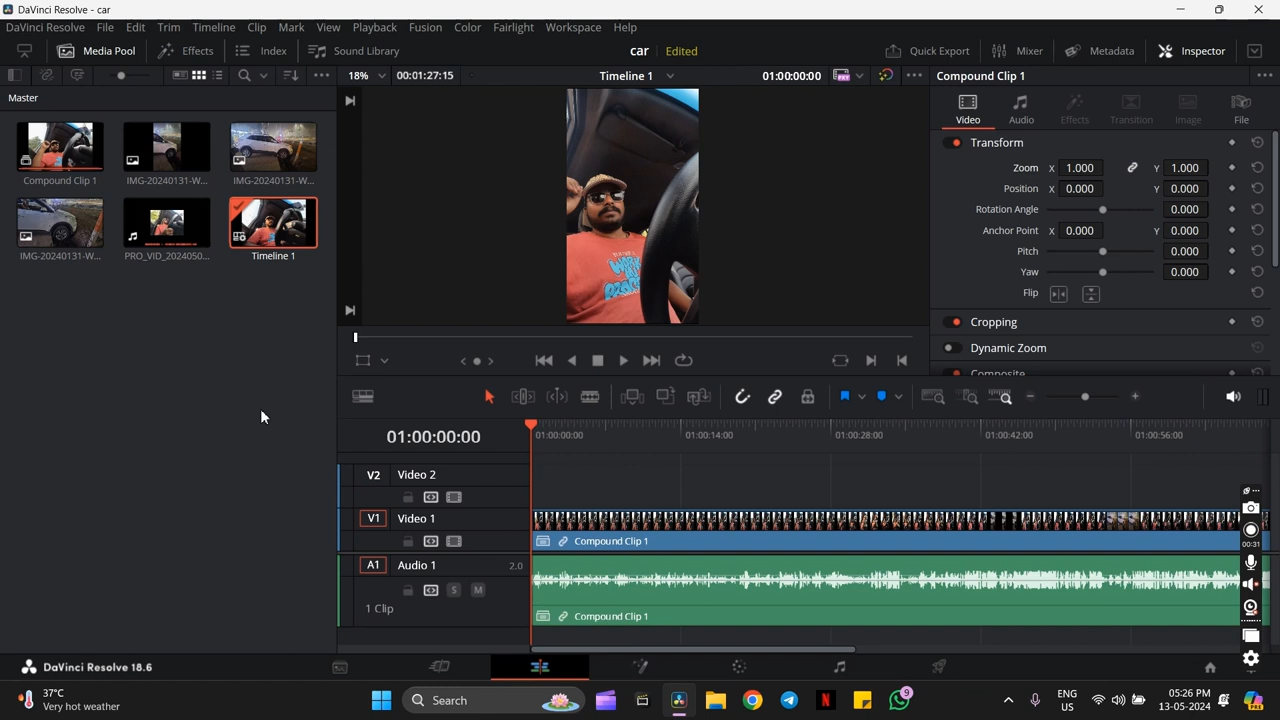 DaVinci Resolve - car
DaVinci Resolve File Edit Trim Timeline Clip Mark View Playback Fusion Color Fairlight Workspace Help
Media Pool Effects Index Sound Library car Edited Quick Export Mixer Metadata Inspector
18% 00:01:27:15 Timeline 1 01:00:00:00 Compound Clip 1
Master
Video Audio Effects Transition Image File
Transform
Zoom X 1.000 Y 1.000
Compound Clip 1 IMG-20240131-W... IMG-20240131-W...
Position X 0.000 Y 0.000
Rotation Angle 0.000
Anchor Point X 0.000 Y 0.000
IMG-20240131-W... PRO_VID_2024050... Timeline 1
Pitch 0.000
Yaw 0.000
Flip
Cropping
Dynamic Zoom
Composite
01:00:00:00 01:00:00:00 01:00:14:00 01:00:28:00 01:00:42:00 01:00:56:00
V2 Video 2
V1 Video 1
Compound Clip 1
00:31
A1 Audio 1 2.0
S M
1 Clip Compound Clip 1
DaVinci Resolve 18.6
37°C
Very hot weather
Search
9
ENG
US
05:26 PM
13-05-2024
PRE